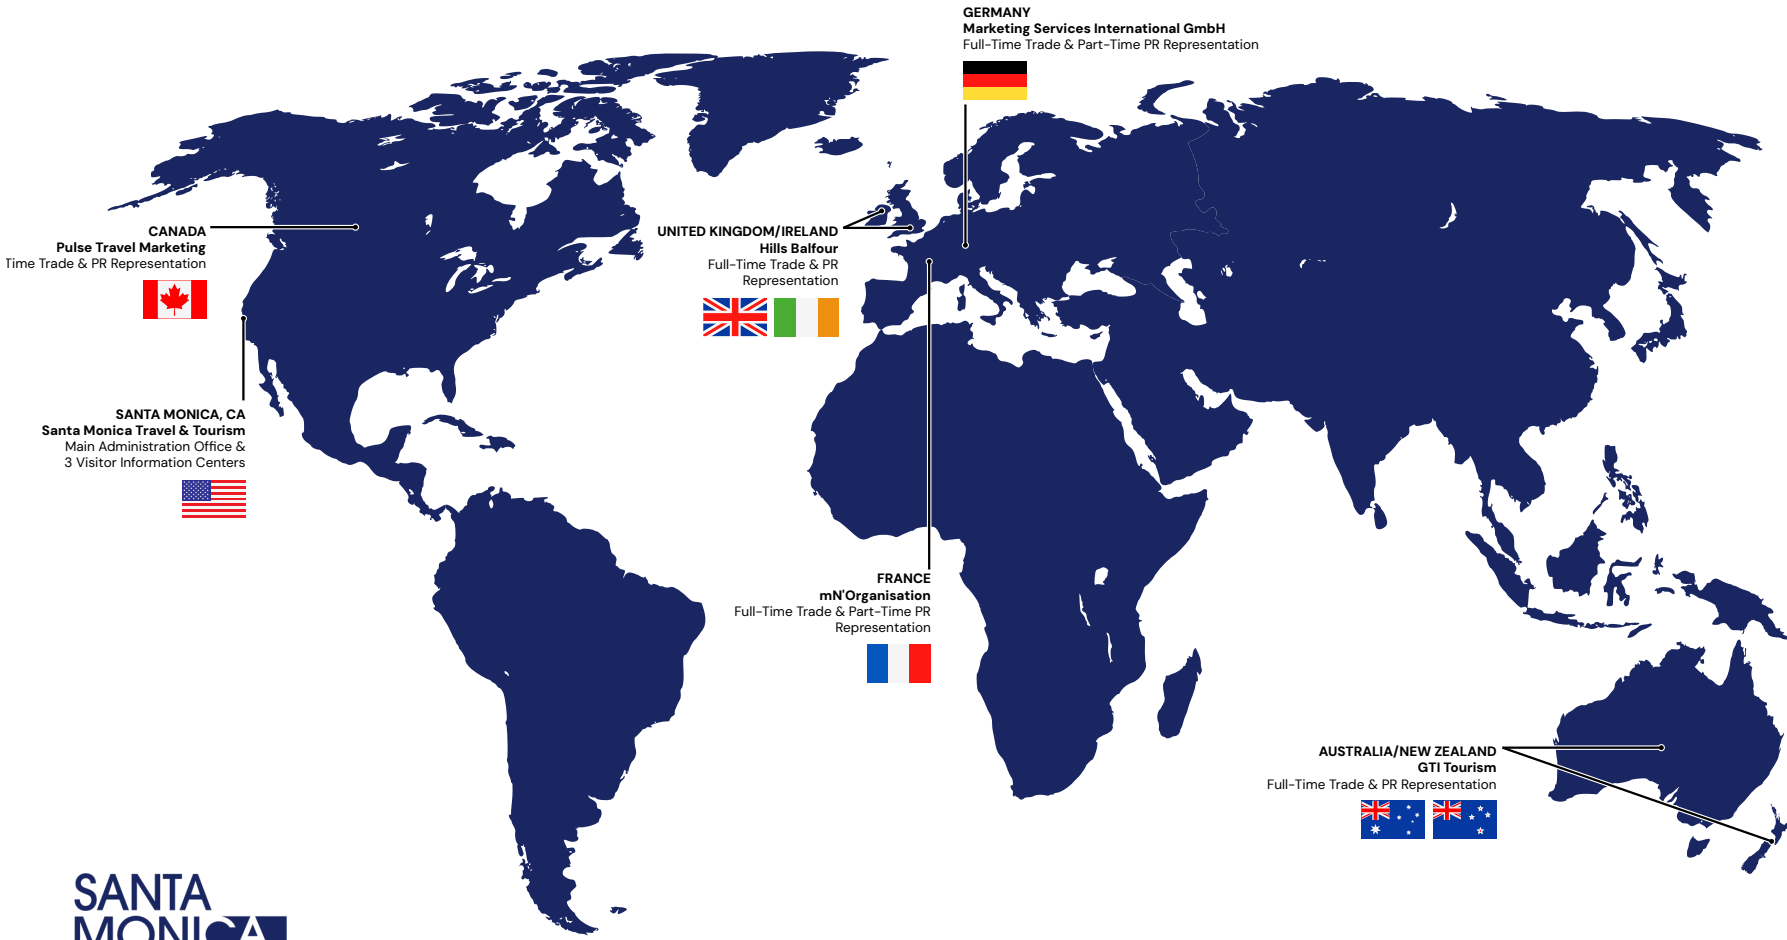 GERMANY
Marketing Services International GmbH
Full-Time Trade & Part-Time PR Representation
CANADA
Pulse Travel Marketing
Time Trade & PR Representation
UNITED KINGDOM/IRELAND
Hills Balfour
Full-Time Trade & PR
Representation
SANTA MONICA, CA
Santa Monica Travel & Tourism
Main Administration Office &
3 Visitor Information Centers
FRANCE
mN'Organisation
Full-Time Trade & Part-Time PR
Representation
AUSTRALIA/NEW ZEALAND
GTI Tourism
Full-Time Trade & PR Representation
SANTA
MONICA